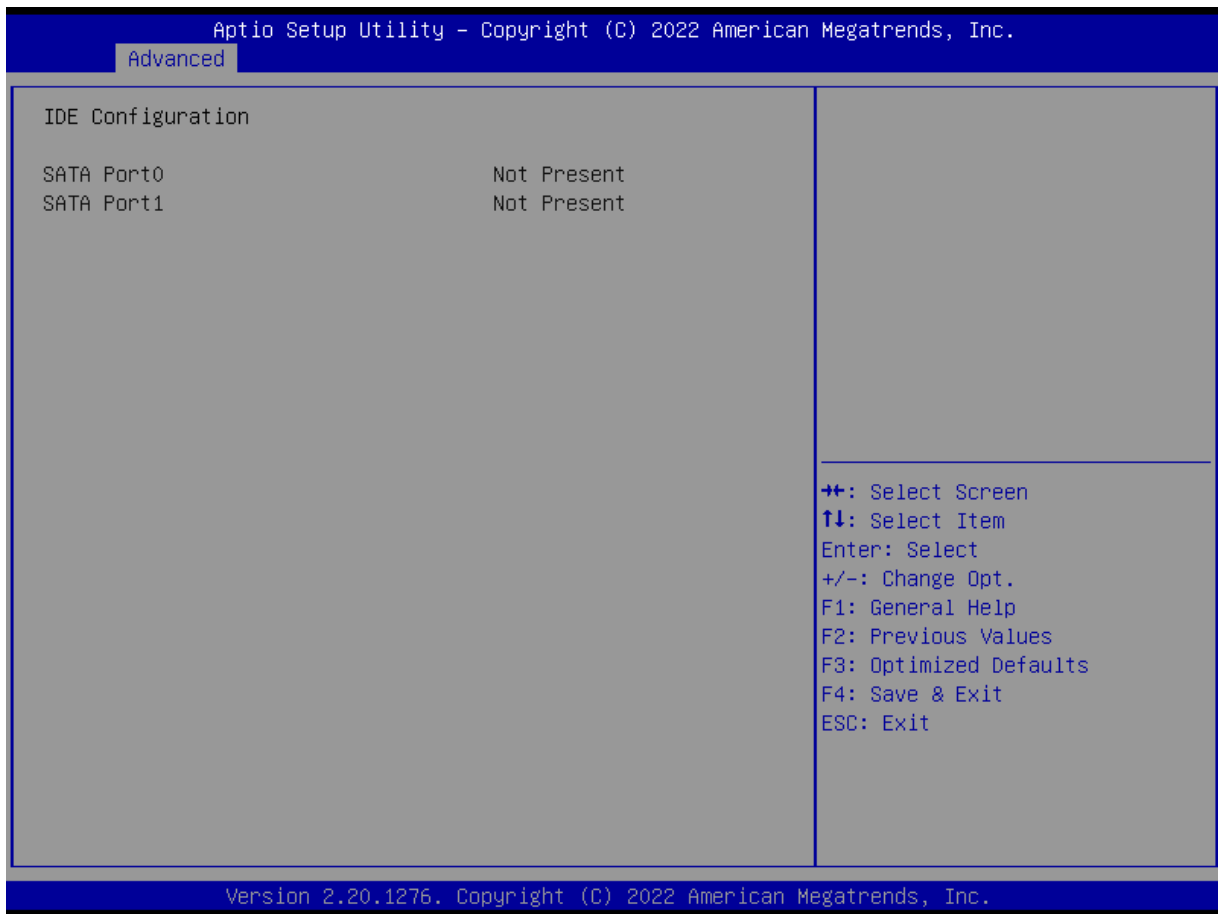 Aptio Setup Utility – Copyright (C) 2022 American Megatrends, Inc.
Advanced
IDE Configuration
SATA Port0 Not Present
SATA Port1 Not Present
→←: Select Screen
↑↓: Select Item
Enter: Select
+/-: Change Opt.
F1: General Help
F2: Previous Values
F3: Optimized Defaults
F4: Save & Exit
ESC: Exit
Version 2.20.1276. Copyright (C) 2022 American Megatrends, Inc.